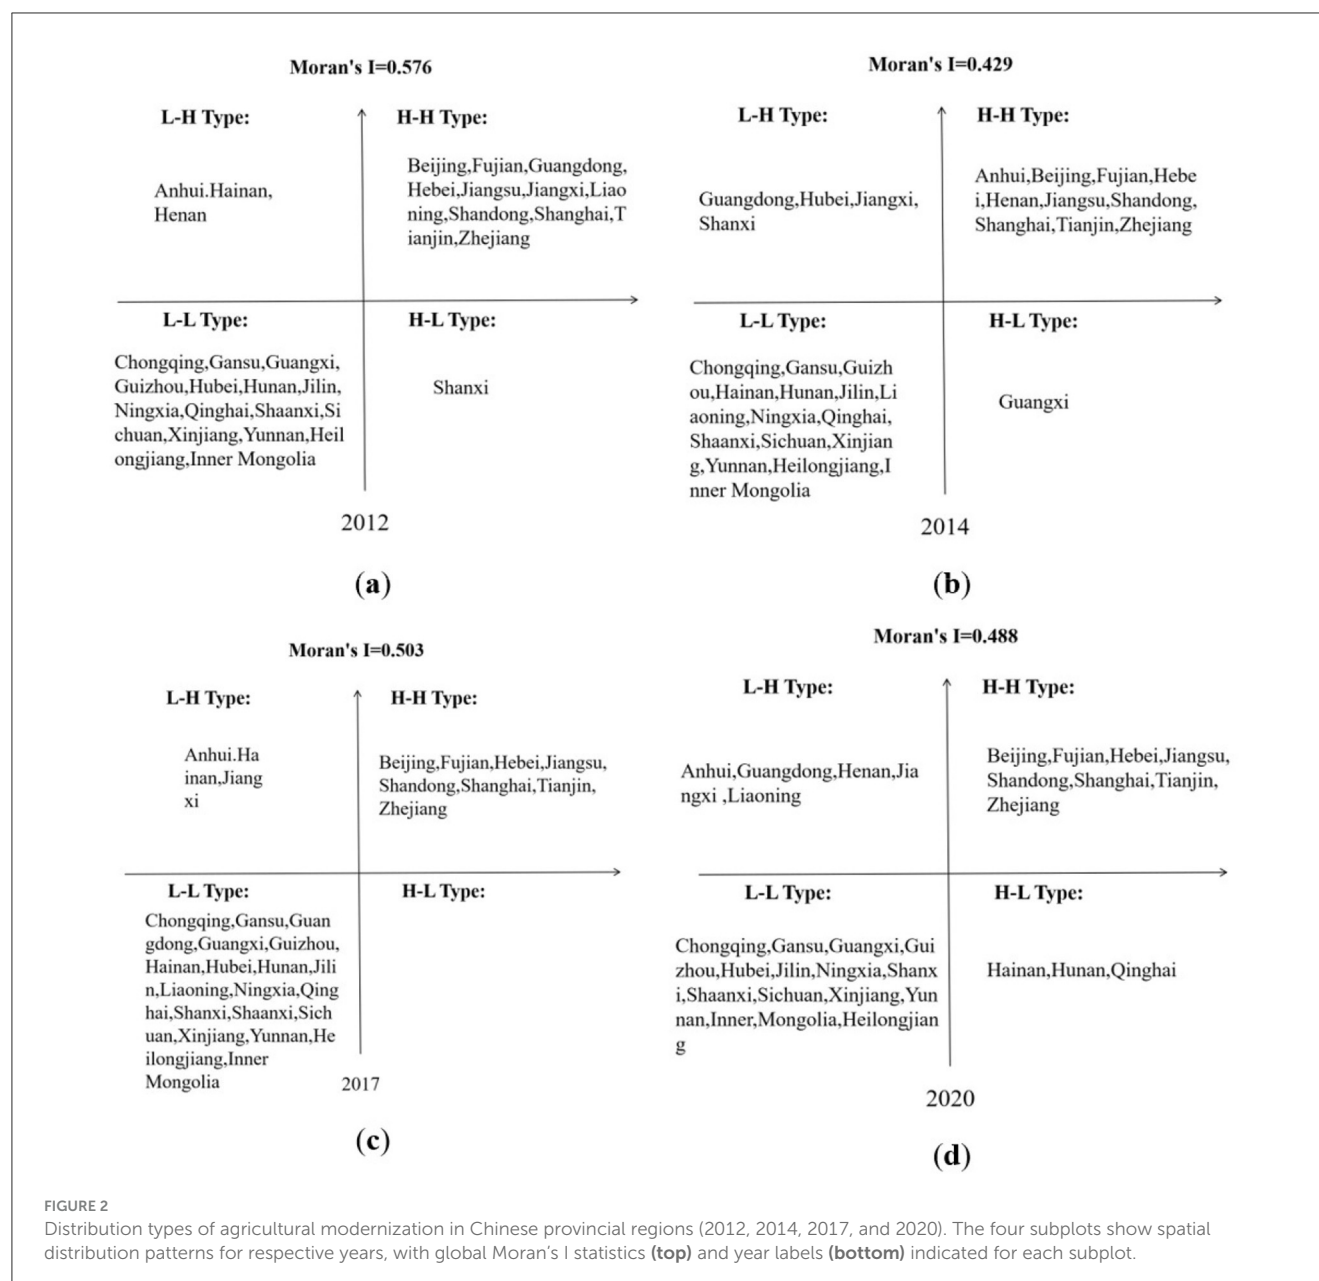 Moran's I=0.576
L-H Type:
H-H Type:
Anhui.Hainan,
Henan
Beijing,Fujian,Guangdong,
Hebei,Jiangsu,Jiangxi,Liao
ning,Shandong,Shanghai,T
ianjin,Zhejiang
L-L Type:
H-L Type:
Chongqing,Gansu,Guangxi,
Guizhou,Hubei,Hunan,Jilin,
Ningxia,Qinghai,Shaanxi,Si
chuan,Xinjiang,Yunnan,Heil
ongjiang,Inner Mongolia
Shanxi
2012
(a)
Moran's I=0.429
L-H Type:
H-H Type:
Guangdong,Hubei,Jiangxi,
Shanxi
Anhui,Beijing,Fujian,Hebe
i,Henan,Jiangsu,Shandong,
Shanghai,Tianjin,Zhejiang
L-L Type:
H-L Type:
Chongqing,Gansu,Guizh
ou,Hainan,Hunan,Jilin,Li
aoning,Ningxia,Qinghai,
Shaanxi,Sichuan,Xinjian
g,Yunnan,Heilongjiang,I
nner Mongolia
Guangxi
2014
(b)
Moran's I=0.503
L-H Type:
H-H Type:
Anhui.Ha
inan,Jiang
xi
Beijing,Fujian,Hebei,Jiangsu,
Shandong,Shanghai,Tianjin,
Zhejiang
L-L Type:
H-L Type:
Chongqing,Gansu,Guan
gdong,Guangxi,Guizhou,
Hainan,Hubei,Hunan,Jili
n,Liaoning,Ningxia,Qing
hai,Shanxi,Shaanxi,Sich
uan,Xinjiang,Yunnan,He
ilongjiang,Inner
Mongolia
2017
(c)
Moran's I=0.488
L-H Type:
H-H Type:
Anhui,Guangdong,Henan,Jia
ngxi ,Liaoning
Beijing,Fujian,Hebei,Jiangsu,
Shandong,Shanghai,Tianjin,
Zhejiang
L-L Type:
H-L Type:
Chongqing,Gansu,Guangxi,Gui
zhou,Hubei,Jilin,Ningxia,Shanx
i,Shaanxi,Sichuan,Xinjiang,Yun
nan,Inner,Mongolia,Heilongjian
g
Hainan,Hunan,Qinghai
2020
(d)
FIGURE 2
Distribution types of agricultural modernization in Chinese provincial regions (2012, 2014, 2017, and 2020). The four subplots show spatial
distribution patterns for respective years, with global Moran's I statistics (top) and year labels (bottom) indicated for each subplot.